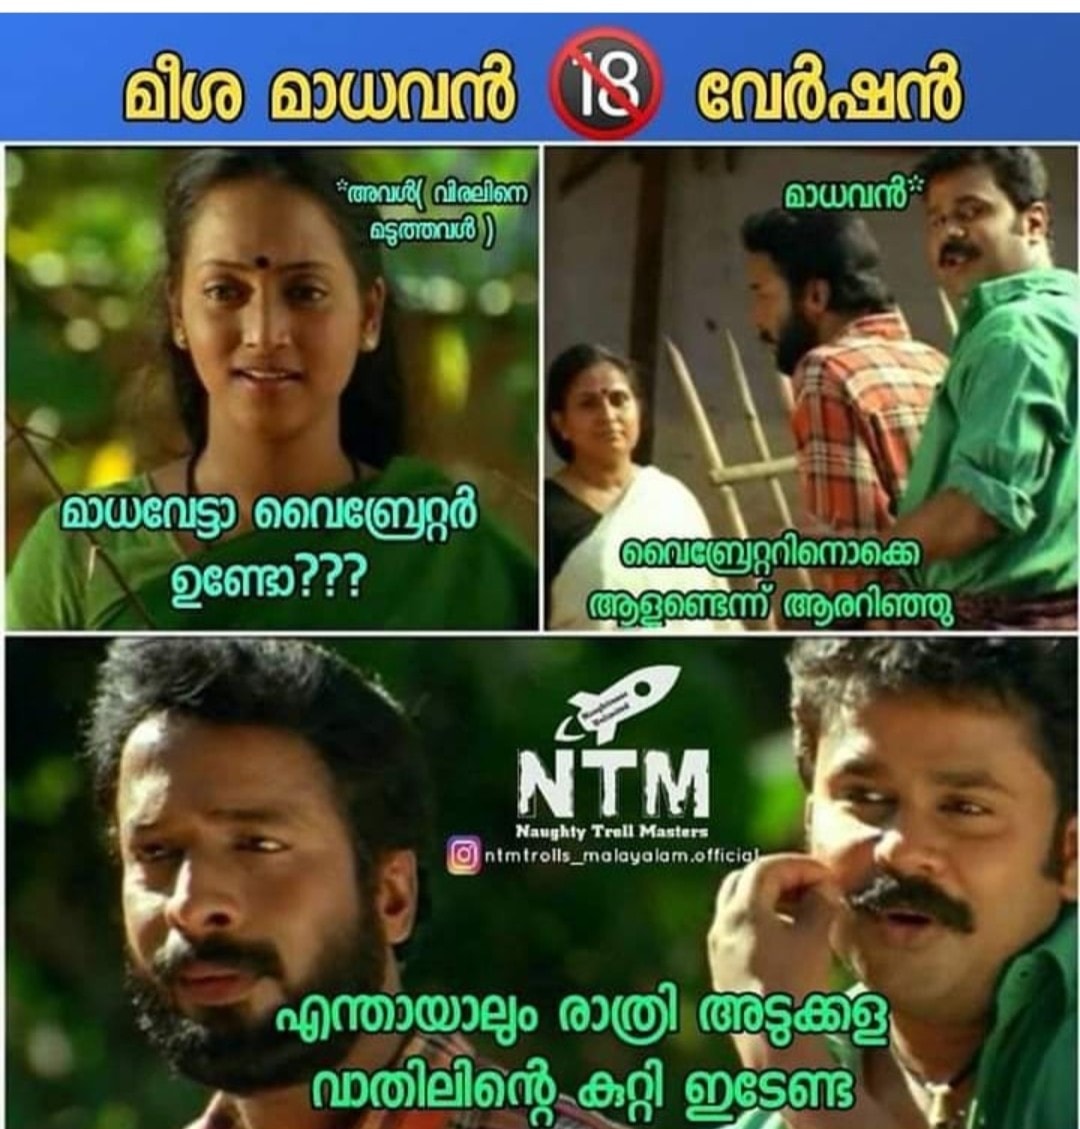 മീശ മാധവൻ 🔞 വേർഷൻ
*അവൾ( വിരലിനെ
മടുത്തവൾ )
മാധവേട്ടാ വൈബ്രേറ്റർ
ഉണ്ടോ???
മാധവൻ*
വൈബ്രേറ്ററിനൊക്കെ
ആളുണ്ടെന്ന് ആരറിഞ്ഞു
NTM
Naughty Troll Masters
ntmtrolls_malayalam.official
എന്തായാലും രാത്രി അടുക്കള
വാതിലിന്റെ കുറ്റി ഇടേണ്ട